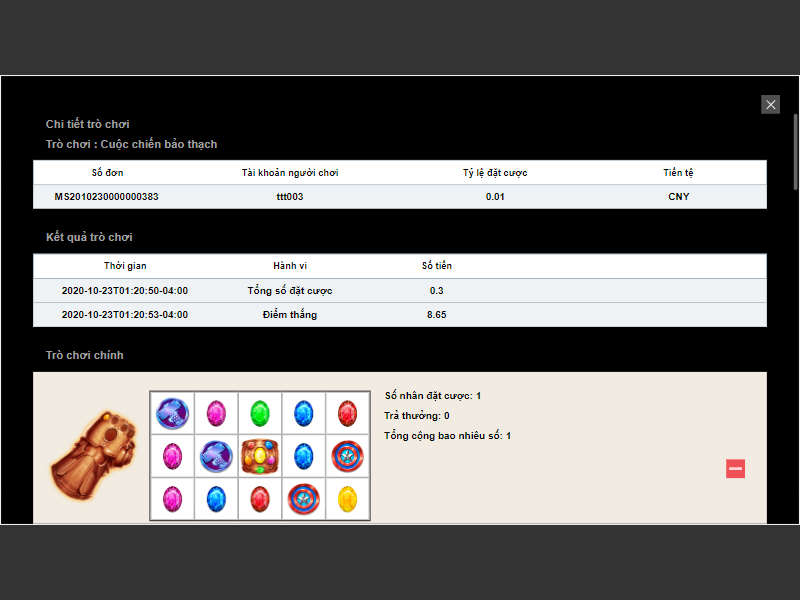 Chi tiết trò chơi
Trò chơi : Cuộc chiến bảo thạch
Số đơn Tài khoản người chơi Tỷ lệ đặt cược Tiền tệ
MS2010230000000383 ttt003 0.01 CNY
Kết quả trò chơi
Thời gian Hành vi Số tiền
2020-10-23T01:20:50-04:00 Tổng số đặt cược 0.3
2020-10-23T01:20:53-04:00 Điểm thắng 8.65
Trò chơi chính
Số nhân đặt cược: 1
Trả thưởng: 0
Tổng cộng bao nhiêu số: 1